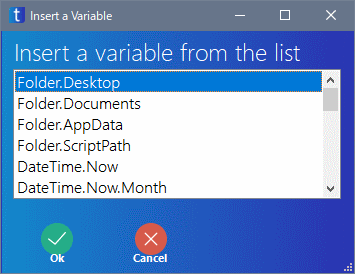 t Insert a Variable
Insert a variable from the list
Folder.Desktop
Folder.Documents
Folder.AppData
Folder.ScriptPath
DateTime.Now
DateTime.Now.Month
Ok Cancel